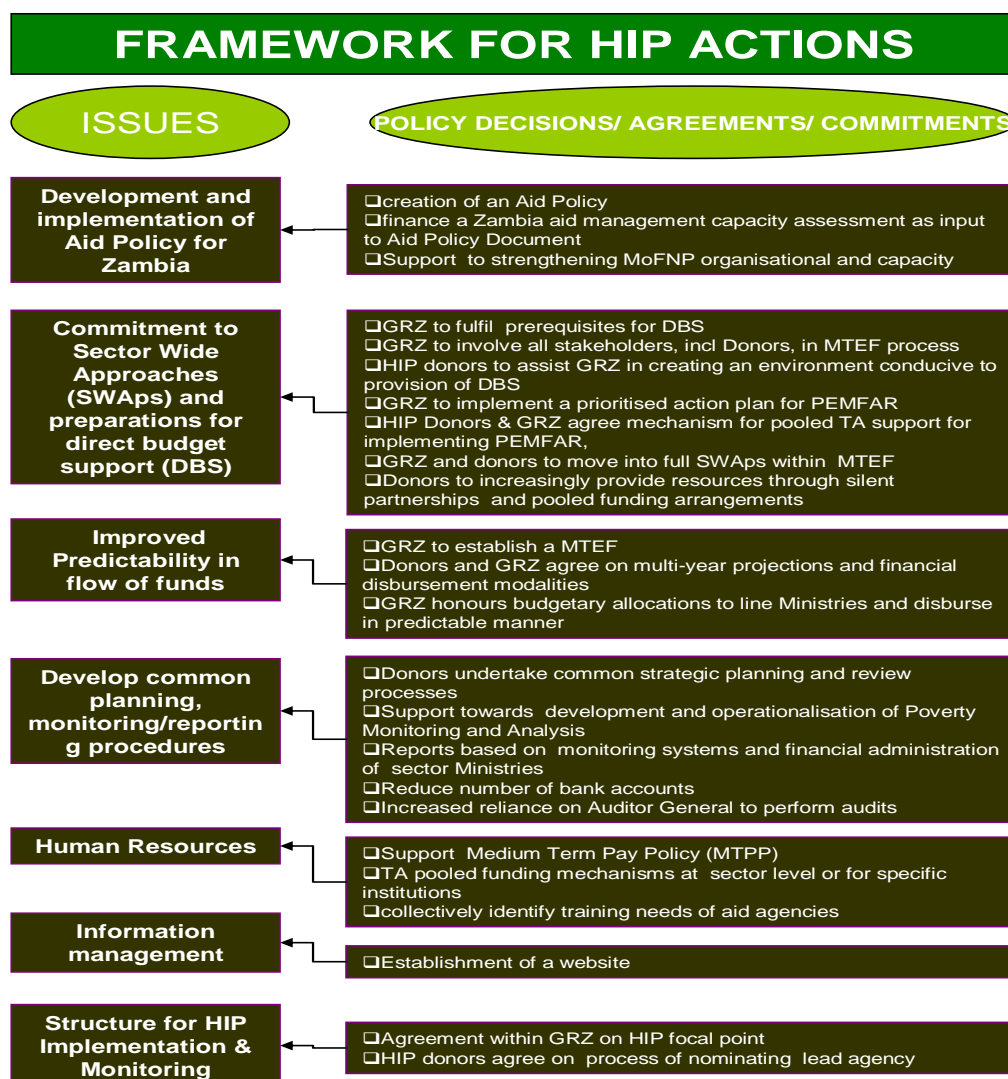 FRAMEWORK FOR HIP ACTIONS
ISSUES
POLICY DECISIONS/ AGREEMENTS/ COMMITMENTS
Development and
implementation of
Aid Policy for
Zambia
❑creation of an Aid Policy
❑finance a Zambia aid management capacity assessment as input
to Aid Policy Document
❑Support to strengthening MoFNP organisational and capacity
Commitment to
Sector Wide
Approaches
(SWAps) and
preparations for
direct budget
support (DBS)
❑GRZ to fulfil prerequisites for DBS
❑GRZ to involve all stakeholders, incl Donors, in MTEF process
❑HIP donors to assist GRZ in creating an environment conducive to
provision of DBS
❑GRZ to implement a prioritised action plan for PEMFAR
❑HIP Donors & GRZ agree mechanism for pooled TA support for
implementing PEMFAR,
❑GRZ and donors to move into full SWAps within MTEF
❑Donors to increasingly provide resources through silent
partnerships and pooled funding arrangements
Improved
Predictability in
flow of funds
❑GRZ to establish a MTEF
❑Donors and GRZ agree on multi-year projections and financial
disbursement modalities
❑GRZ honours budgetary allocations to line Ministries and disburse
in predictable manner
Develop common
planning,
monitoring/reportin
g procedures
❑Donors undertake common strategic planning and review
processes
❑Support towards development and operationalisation of Poverty
Monitoring and Analysis
❑Reports based on monitoring systems and financial administration
of sector Ministries
❑Reduce number of bank accounts
❑Increased reliance on Auditor General to perform audits
Human Resources
❑Support Medium Term Pay Policy (MTPP)
❑TA pooled funding mechanisms at sector level or for specific
institutions
❑collectively identify training needs of aid agencies
Information
management
❑Establishment of a website
Structure for HIP
Implementation &
Monitoring
❑Agreement within GRZ on HIP focal point
❑HIP donors agree on process of nominating lead agency